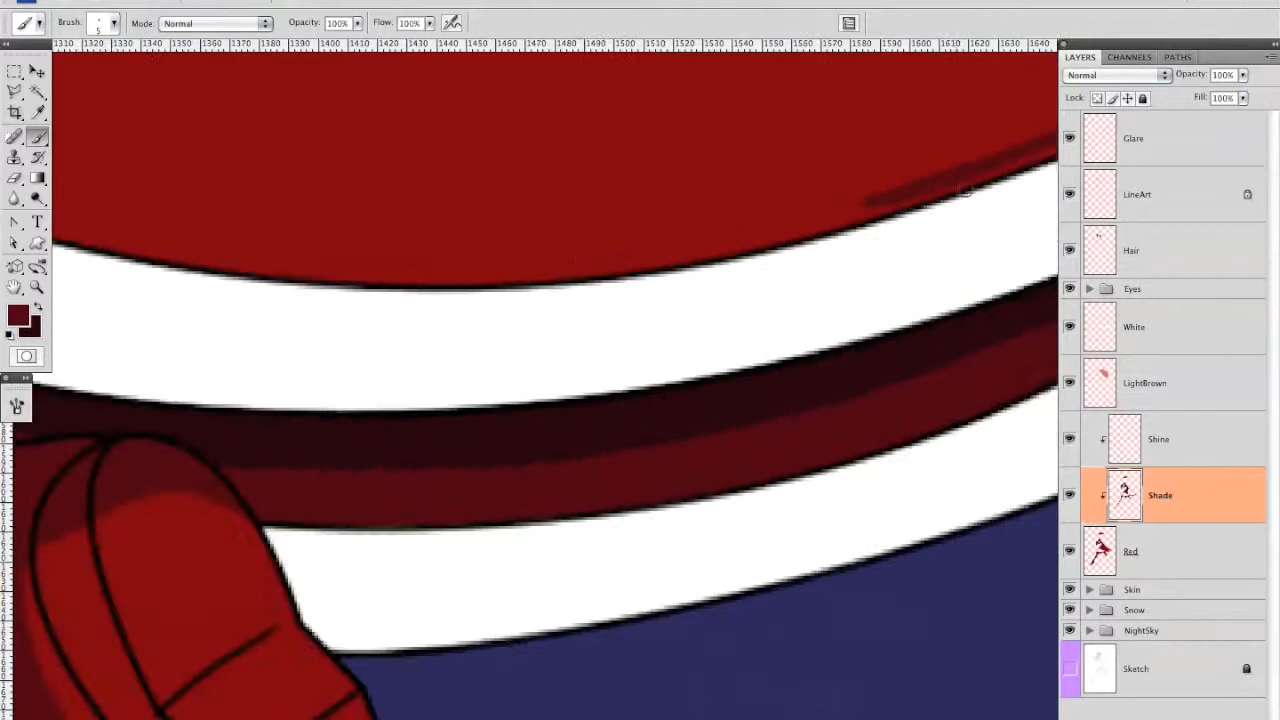 Brush: 5 Mode: Normal Opacity: 100% Flow: 100%
1310 1320 1330 1340 1350 1360 1370 1380 1390 1400 1410 1420 1430 1440 1450 1460 1470 1480 1490 1500 1510 1520 1530 1540 1550 1560 1570 1580 1590 1600 1610 1620 1630 1640
LAYERS CHANNELS PATHS
Normal Opacity: 100%
Lock: Fill: 100%
Glare
LineArt
Hair
Eyes
White
LightBrown
Shine
Shade
Red
Skin
Snow
NightSky
Sketch